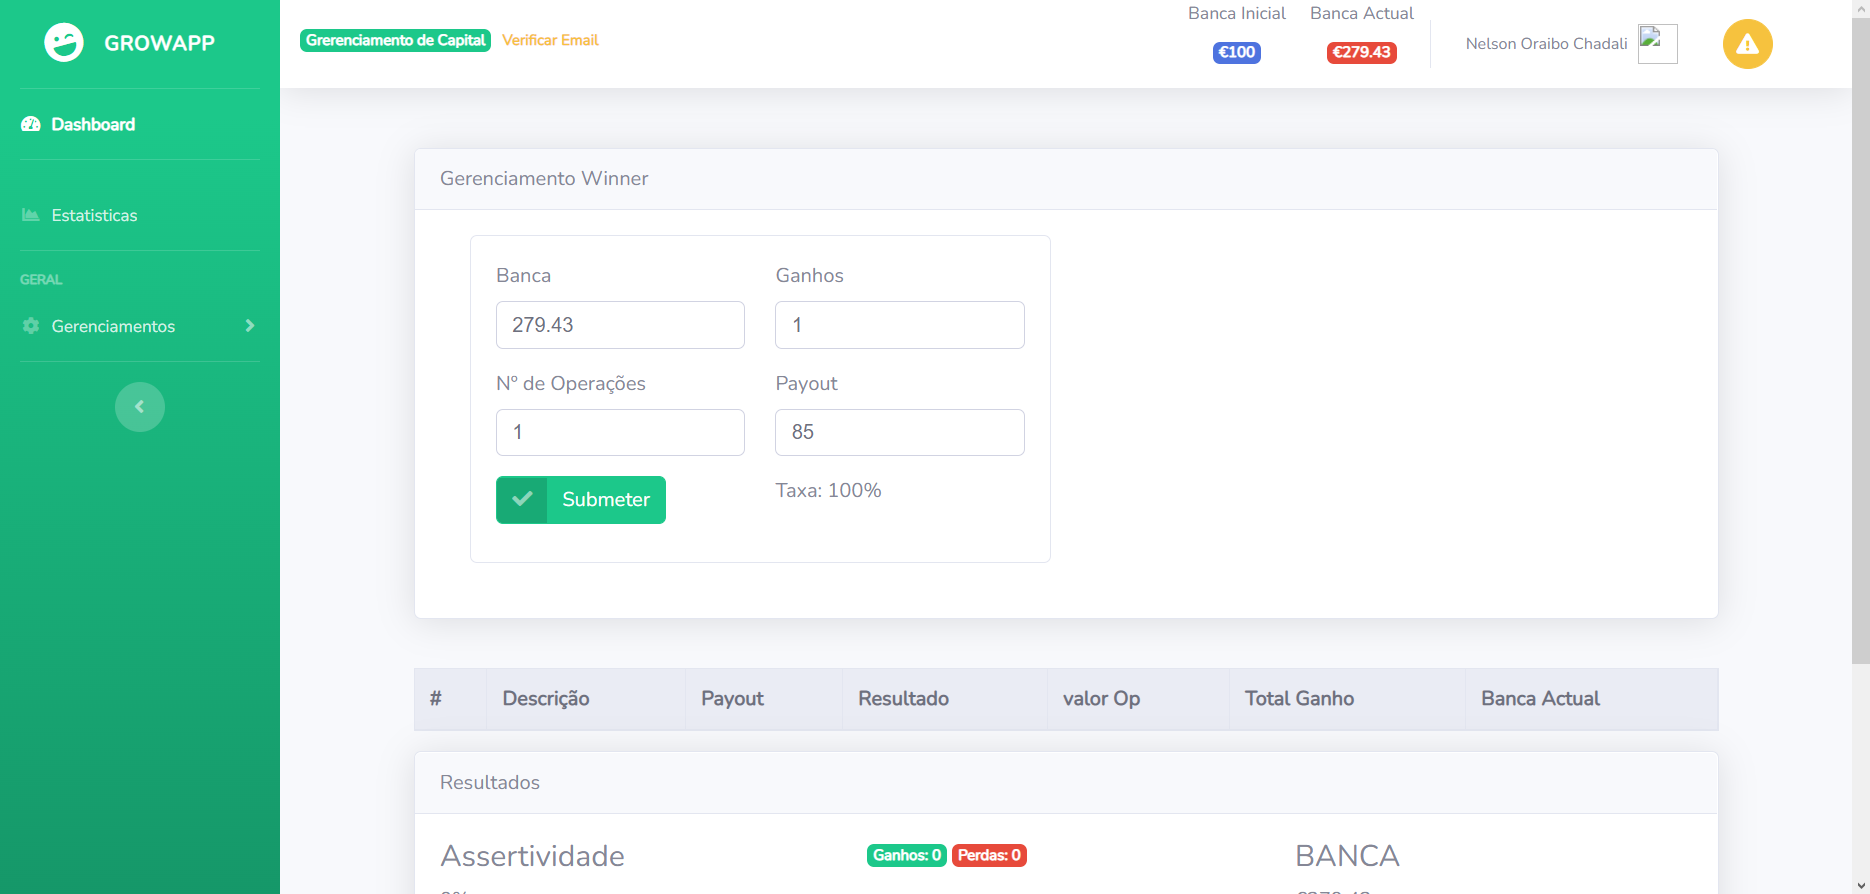 GROWAPP
Dashboard
Estatisticas
GERAL
Gerenciamentos
Grerenciamento de Capital Verificar Email
Banca Inicial Banca Actual
€100 €279.43
Nelson Oraibo Chadali
Gerenciamento Winner
Banca Ganhos
279.43 1
Nº de Operações Payout
1 85
Submeter Taxa: 100%
# Descrição Payout Resultado valor Op Total Ganho Banca Actual
Resultados
Assertividade Ganhos: 0 Perdas: 0 BANCA